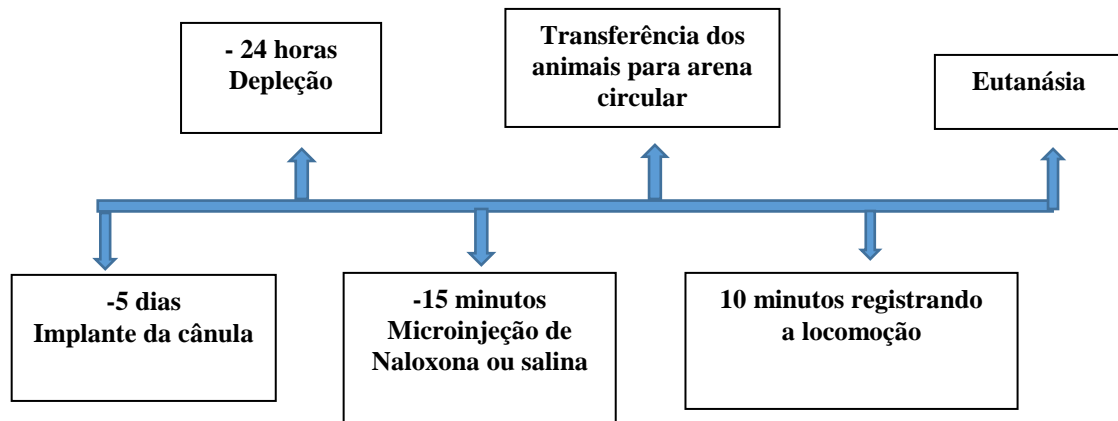 - 24 horas
Depleção
Transferência dos
animais para arena
circular
Eutanásia
-5 dias
Implante da cânula
-15 minutos
Microinjeção de
Naloxona ou salina
10 minutos registrando
a locomoção